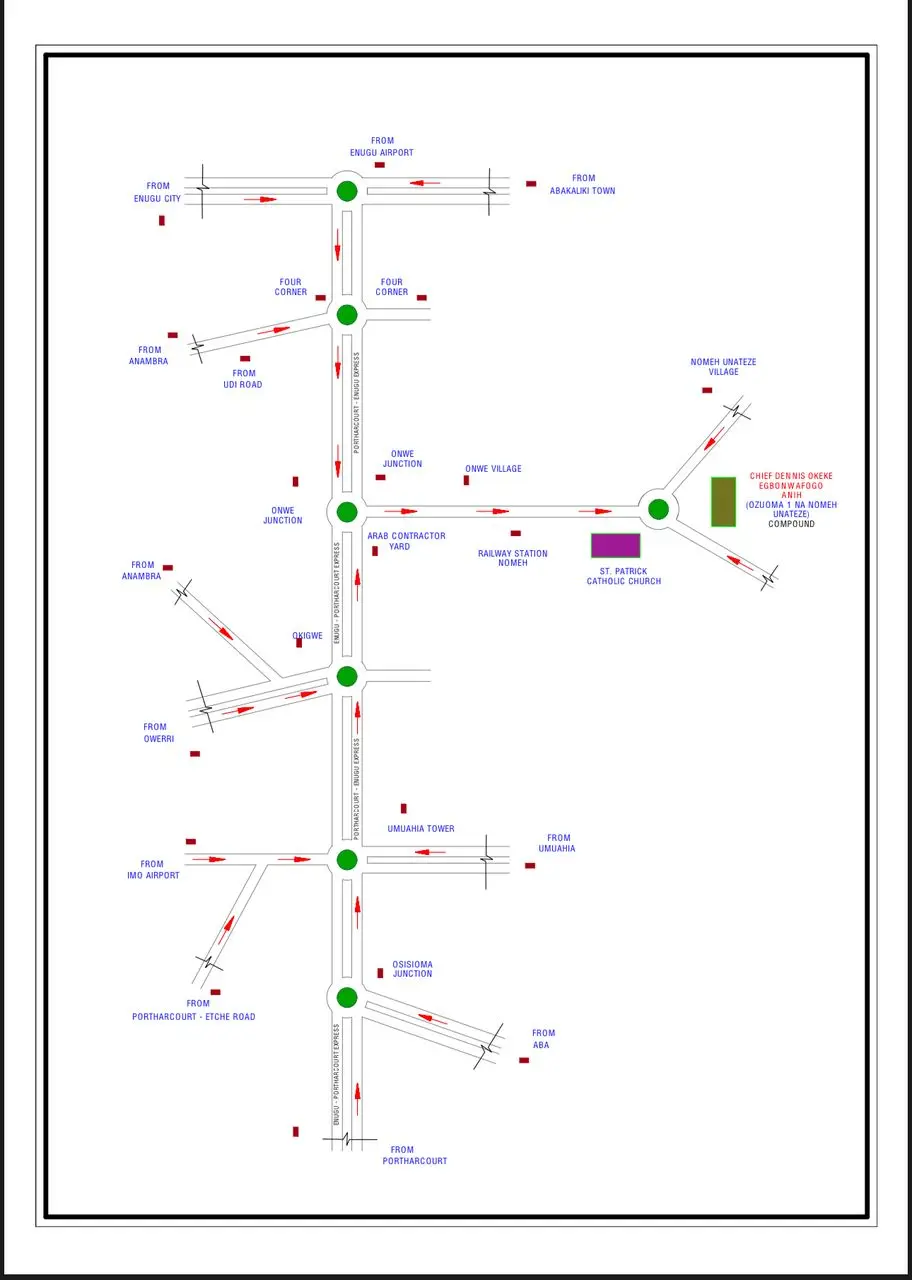 FROM
ENUGU AIRPORT
FROM
ENUGU CITY
FROM
ABAKALIKI TOWN
FOUR
CORNER
FOUR
CORNER
FROM
ANAMBRA
FROM
UDI ROAD
PORTHARCOURT - ENUGU EXPRESS
NOMEH UNATEZE
VILLAGE
ONWE
JUNCTION
ONWE VILLAGE
CHIEF DENNIS OKEKE
EGBONWAFOGO
ANIH
(OZUOMA 1 NA NOMEH
UNATEZE)
COMPOUND
ONWE
JUNCTION
ARAB CONTRACTOR
YARD
RAILWAY STATION
NOMEH
ST. PATRICK
CATHOLIC CHURCH
ENUGU - PORTHARCOURT EXPRESS
FROM
ANAMBRA
OKIGWE
FROM
OWERRI
PORTHARCOURT - ENUGU EXPRESS
UMUAHIA TOWER
FROM
UMUAHIA
FROM
IMO AIRPORT
OSISIOMA
JUNCTION
FROM
PORTHARCOURT - ETCHE ROAD
FROM
ABA
ENUGU - PORTHARCOURT EXPRESS
FROM
PORTHARCOURT